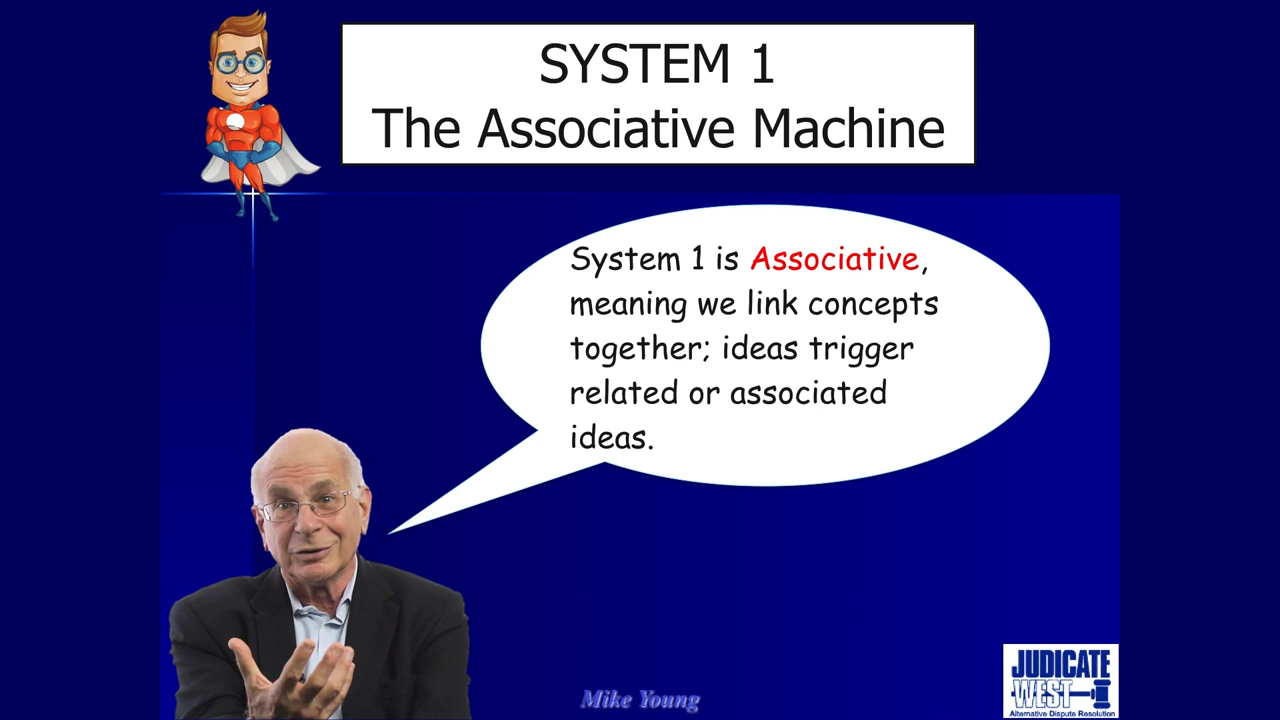 SYSTEM 1
The Associative Machine
System 1 is Associative,
meaning we link concepts
together; ideas trigger
related or associated
ideas.
Mike Young
JUDICATE
WEST
Alternative Dispute Resolution